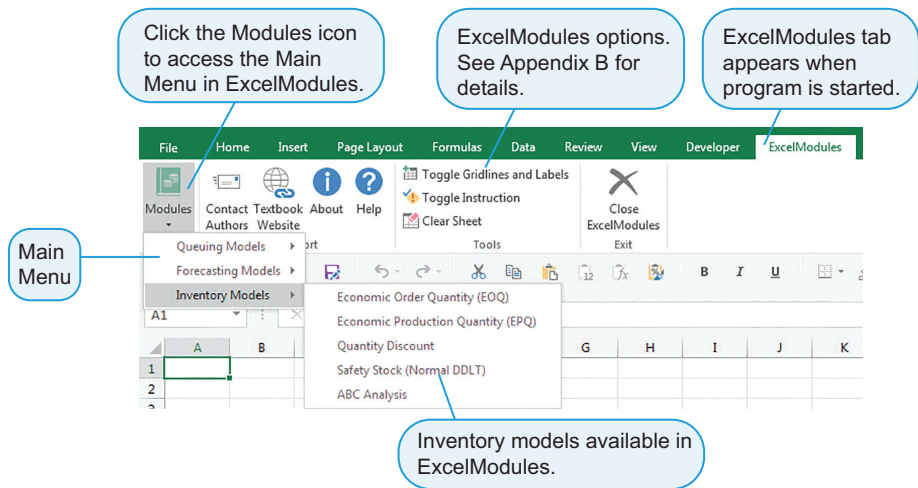 Click the Modules icon
to access the Main
Menu in ExcelModules.
ExcelModules options.
See Appendix B for
details.
ExcelModules tab
appears when
program is started.
File Home Insert Page Layout Formulas Data Review View Developer ExcelModules
Modules
Contact
Authors
Textbook
Website
About
Help
Toggle Gridlines and Labels
Toggle Instruction
Clear Sheet
Tools
Close
ExcelModules
Exit
Main
Menu
Queuing Models
Forecasting Models
Inventory Models
B I U
Economic Order Quantity (EOQ)
Economic Production Quantity (EPQ)
Quantity Discount
Safety Stock (Normal DDLT)
ABC Analysis
A1
A B G H I J K
1
2
Inventory models available in
ExcelModules.